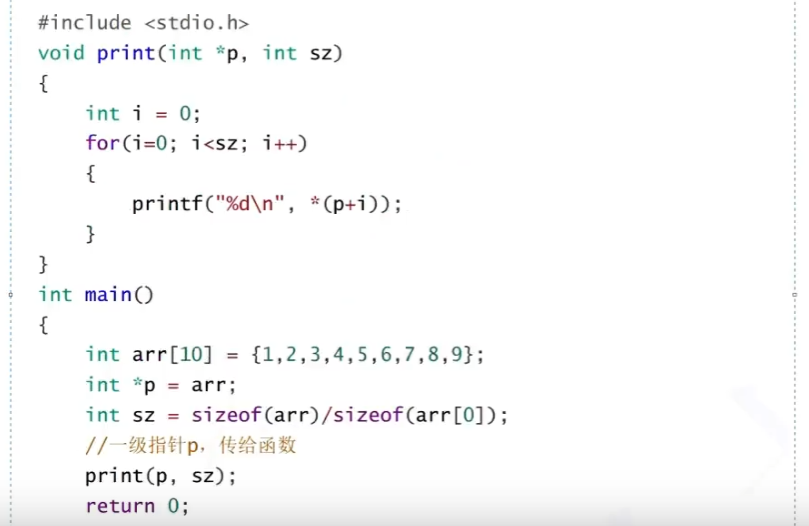 #include <stdio.h>
void print(int *p, int sz)
{
    int i = 0;
    for(i=0; i<sz; i++)
    {
        printf("%d\n", *(p+i));
    }
}
int main()
{
    int arr[10] = {1,2,3,4,5,6,7,8,9};
    int *p = arr;
    int sz = sizeof(arr)/sizeof(arr[0]);
    //一级指针p，传给函数
    print(p, sz);
    return 0;